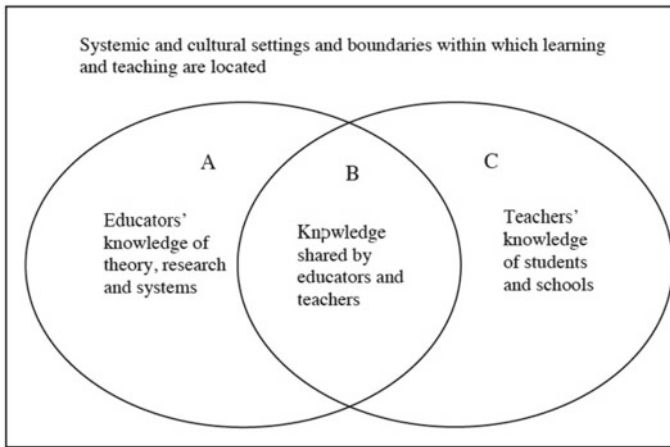 Systemic and cultural settings and boundaries within which learning
and teaching are located
A
B
C
Educators'
knowledge of
theory, research
and systems
Knpwledge
shared by
educators and
teachers
Teachers'
knowledge
of students
and schools